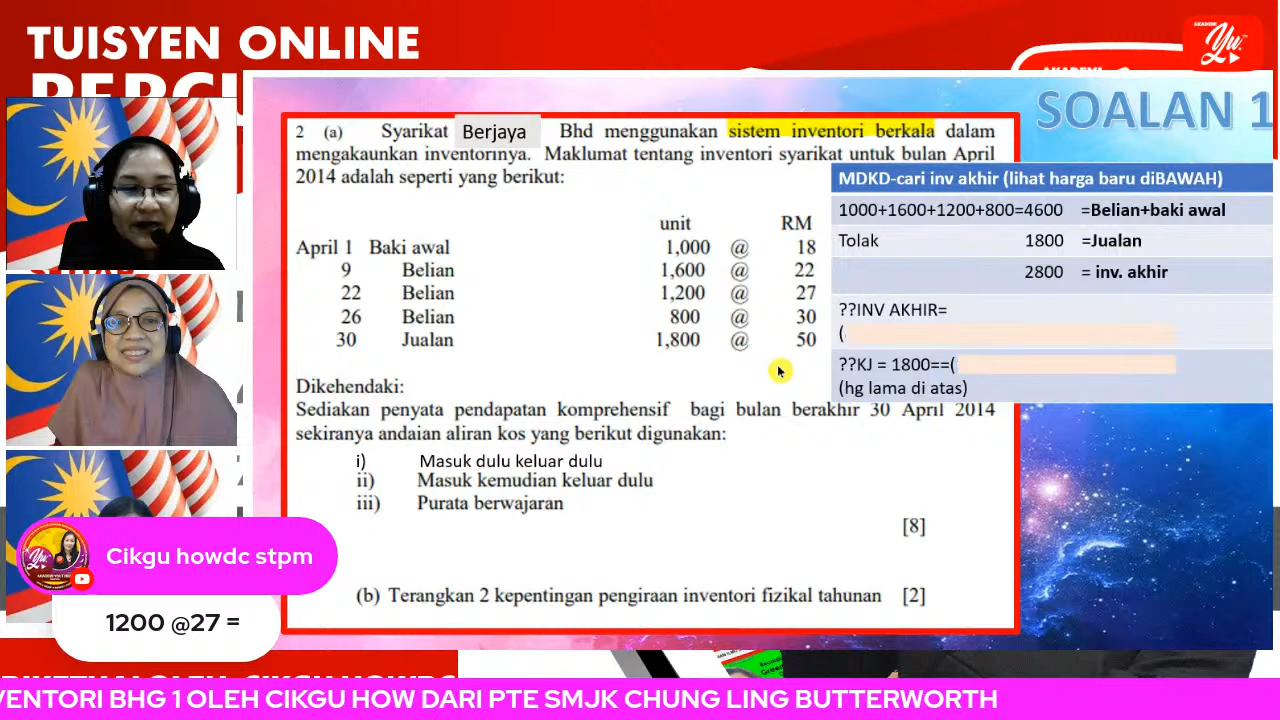 TUISYEN ONLINE
AKADEMI
Yu
SOALAN 1
2 (a) Syarikat Berjaya Bhd menggunakan sistem inventori berkala dalam
mengakaunkan inventorinya. Maklumat tentang inventori syarikat untuk bulan April
2014 adalah seperti yang berikut:
unit RM
April 1 Baki awal 1,000 @ 18
9 Belian 1,600 @ 22
22 Belian 1,200 @ 27
26 Belian 800 @ 30
30 Jualan 1,800 @ 50
Dikehendaki:
Sediakan penyata pendapatan komprehensif bagi bulan berakhir 30 April 2014
sekiranya andaian aliran kos yang berikut digunakan:
i) Masuk dulu keluar dulu
ii) Masuk kemudian keluar dulu
iii) Purata berwajaran
[8]
(b) Terangkan 2 kepentingan pengiraan inventori fizikal tahunan [2]
MDKD-cari inv akhir (lihat harga baru diBAWAH)
1000+1600+1200+800=4600 =Belian+baki awal
Tolak 1800 =Jualan
2800 = inv. akhir
??INV AKHIR=
(
??KJ = 1800==(
(hg lama di atas)
Cikgu howdc stpm
1200 @27 =
VENTORI BHG 1 OLEH CIKGU HOW DARI PTE SMJK CHUNG LING BUTTERWORTH